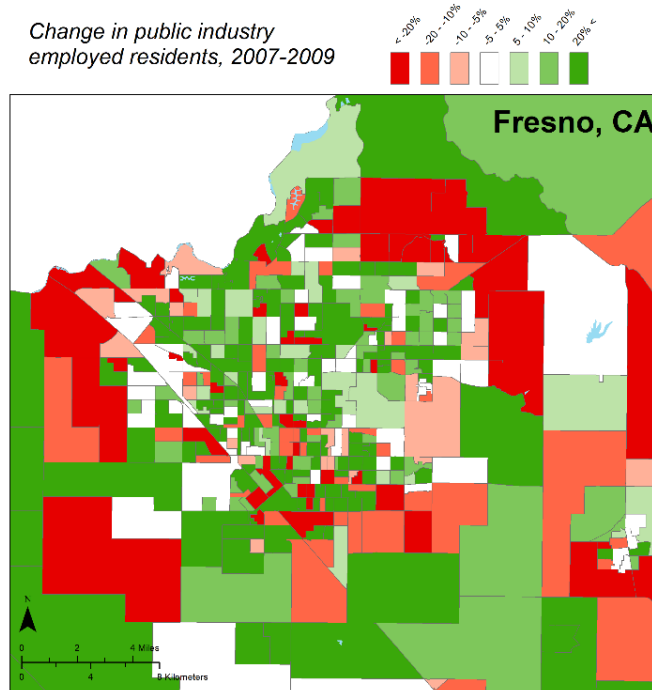 Change in public industry
employed residents, 2007-2009
< -20%
-20 - -10%
-10 - -5%
-5 - 5%
5 - 10%
10 - 20%
20% <
Fresno, CA
N
0 2 4 Miles
0 4 8 Kilometers